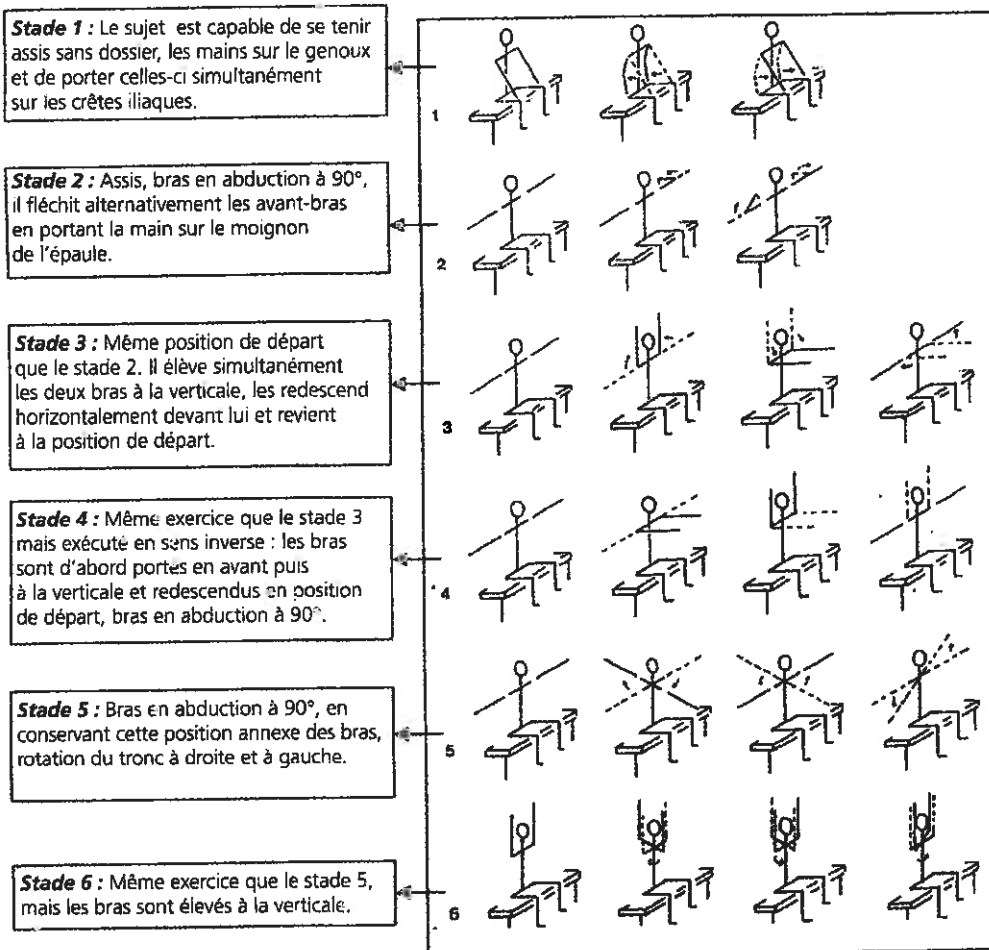 Stade 1 : Le sujet est capable de se tenir
assis sans dossier, les mains sur le genoux
et de porter celles-ci simultanément
sur les crêtes iliaques.
1
Stade 2 : Assis, bras en abduction à 90°,
il fléchit alternativement les avant-bras
en portant la main sur le moignon
de l'épaule.
2
Stade 3 : Même position de départ
que le stade 2. Il élève simultanément
les deux bras à la verticale, les redescend
horizontalement devant lui et revient
à la position de départ.
3
Stade 4 : Même exercice que le stade 3
mais exécuté en sens inverse : les bras
sont d'abord portés en avant puis
à la verticale et redescendus en position
de départ, bras en abduction à 90°.
4
Stade 5 : Bras en abduction à 90°, en
conservant cette position annexe des bras,
rotation du tronc à droite et à gauche.
5
Stade 6 : Même exercice que le stade 5,
mais les bras sont élevés à la verticale.
6